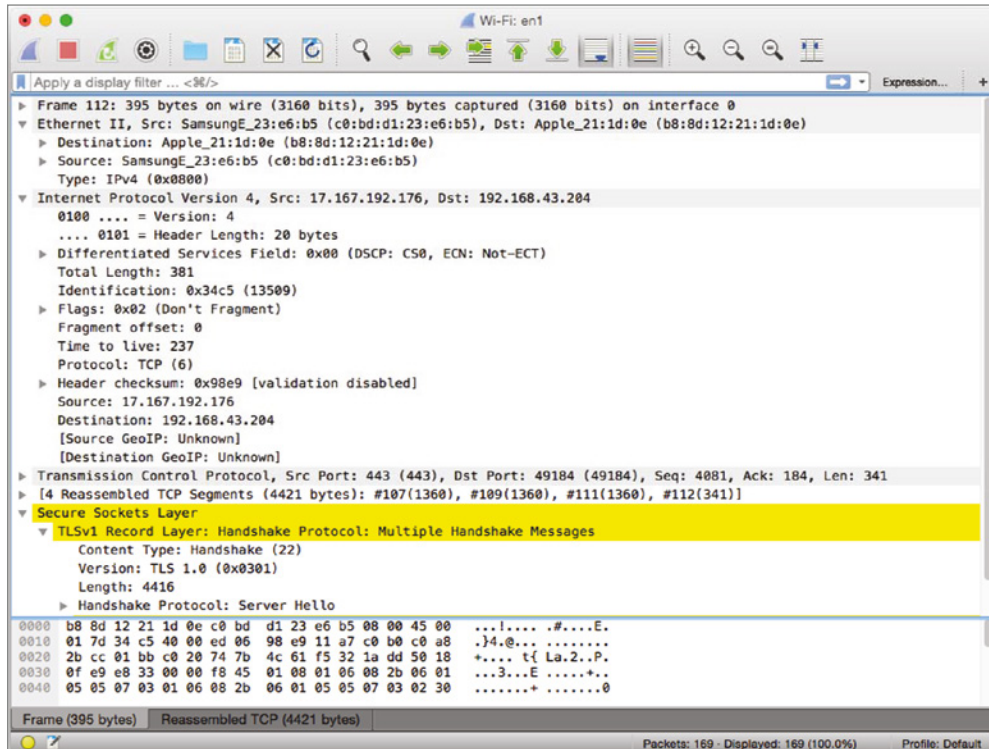 Wi-Fi: en1
Apply a display filter ... <⌘/>
Expression... +
Frame 112: 395 bytes on wire (3160 bits), 395 bytes captured (3160 bits) on interface 0
Ethernet II, Src: SamsungE_23:e6:b5 (c0:bd:d1:23:e6:b5), Dst: Apple_21:1d:0e (b8:8d:12:21:1d:0e)
Destination: Apple_21:1d:0e (b8:8d:12:21:1d:0e)
Source: SamsungE_23:e6:b5 (c0:bd:d1:23:e6:b5)
Type: IPv4 (0x0800)
Internet Protocol Version 4, Src: 17.167.192.176, Dst: 192.168.43.204
0100 .... = Version: 4
.... 0101 = Header Length: 20 bytes
Differentiated Services Field: 0x00 (DSCP: CS0, ECN: Not-ECT)
Total Length: 381
Identification: 0x34c5 (13509)
Flags: 0x02 (Don't Fragment)
Fragment offset: 0
Time to live: 237
Protocol: TCP (6)
Header checksum: 0x98e9 [validation disabled]
Source: 17.167.192.176
Destination: 192.168.43.204
[Source GeoIP: Unknown]
[Destination GeoIP: Unknown]
Transmission Control Protocol, Src Port: 443 (443), Dst Port: 49184 (49184), Seq: 4081, Ack: 184, Len: 341
[4 Reassembled TCP Segments (4421 bytes): #107(1360), #109(1360), #111(1360), #112(341)]
Secure Sockets Layer
TLSv1 Record Layer: Handshake Protocol: Multiple Handshake Messages
Content Type: Handshake (22)
Version: TLS 1.0 (0x0301)
Length: 4416
Handshake Protocol: Server Hello
0000 b8 8d 12 21 1d 0e c0 bd d1 23 e6 b5 08 00 45 00 ...!.... .#....E.
0010 01 7d 34 c5 40 00 ed 06 98 e9 11 a7 c0 b0 c0 a8 .}4.@... ........
0020 2b cc 01 bb c0 20 74 7b 4c 61 f5 32 1a dd 50 18 +.... t{ La.2..P.
0030 0f e9 e8 33 00 00 f8 45 01 08 01 06 08 2b 06 01 ...3...E .....+..
0040 05 05 07 03 01 06 08 2b 06 01 05 05 07 03 02 30 .......+ .......0
Frame (395 bytes) Reassembled TCP (4421 bytes)
Packets: 169 · Displayed: 169 (100.0%) Profile: Default